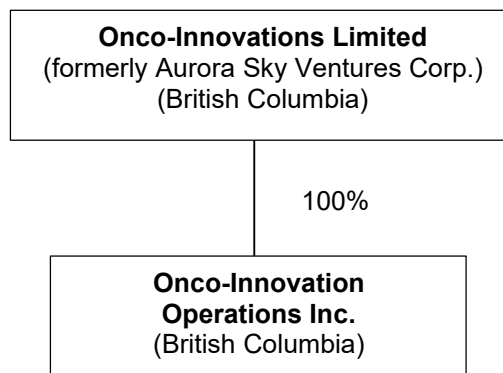 Onco-Innovations Limited
(formerly Aurora Sky Ventures Corp.)
(British Columbia)
100%
Onco-Innovation
Operations Inc.
(British Columbia)